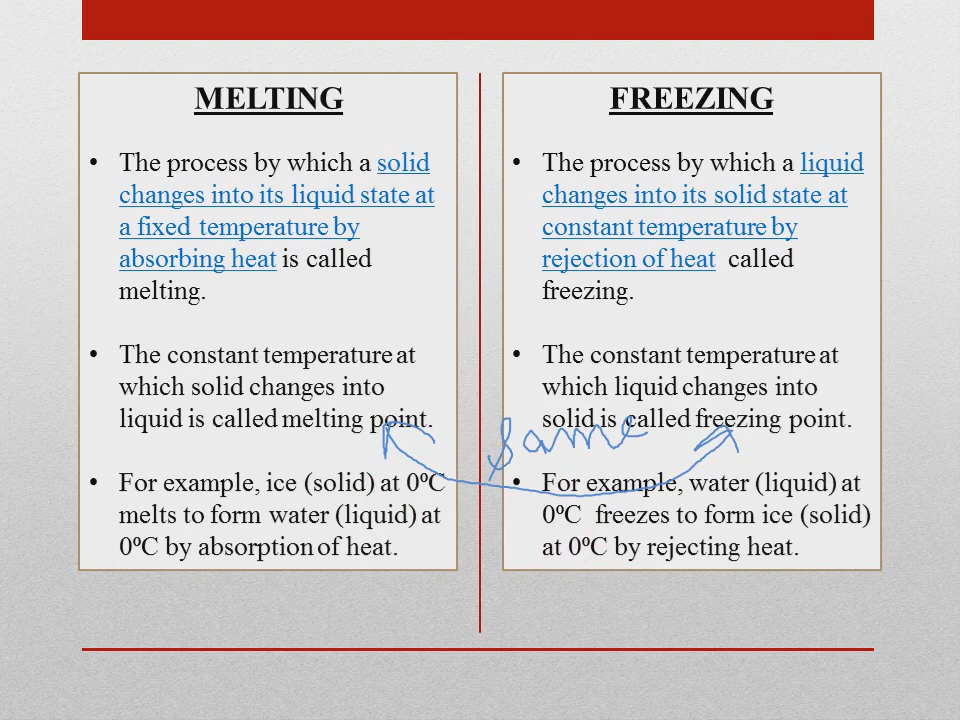 MELTING
• The process by which a solid
changes into its liquid state at
a fixed temperature by
absorbing heat is called
melting.
• The constant temperature at
which solid changes into
liquid is called melting point.
• For example, ice (solid) at 0ºC
melts to form water (liquid) at
0ºC by absorption of heat.
FREEZING
• The process by which a liquid
changes into its solid state at
constant temperature by
rejection of heat called
freezing.
• The constant temperature at
which liquid changes into
solid is called freezing point.
• For example, water (liquid) at
0ºC freezes to form ice (solid)
at 0ºC by rejecting heat.
Same